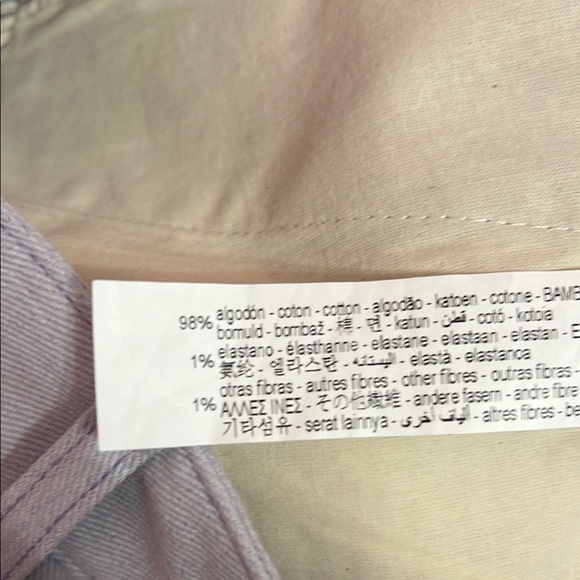 98% algodón - coton - cotton - algodão - katoen - cotone - BAMB
bomuld - bombaž - 棉 - 면 - katun - قطن - cotó - kotoia
1% elastano - élasthanne - elastane - elastaan - elastan - E
氨纶 - 엘라스탄 - اليستانه - elastà - elastanoa
otras fibras - autres fibres - other fibers - outras fibras -
1% ΆΛΛΕΣ ΙΝΕΣ - その他繊維 - andere fasern - andre fibre
기타섬유 - serat lainnya - ألياف أخرى - altres fibres - be